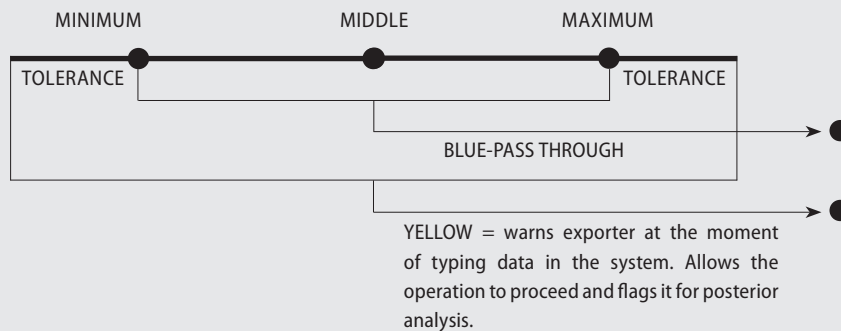 MINIMUM MIDDLE MAXIMUM
TOLERANCE TOLERANCE
BLUE-PASS THROUGH
YELLOW = warns exporter at the moment
of typing data in the system. Allows the
operation to proceed and flags it for posterior
analysis.